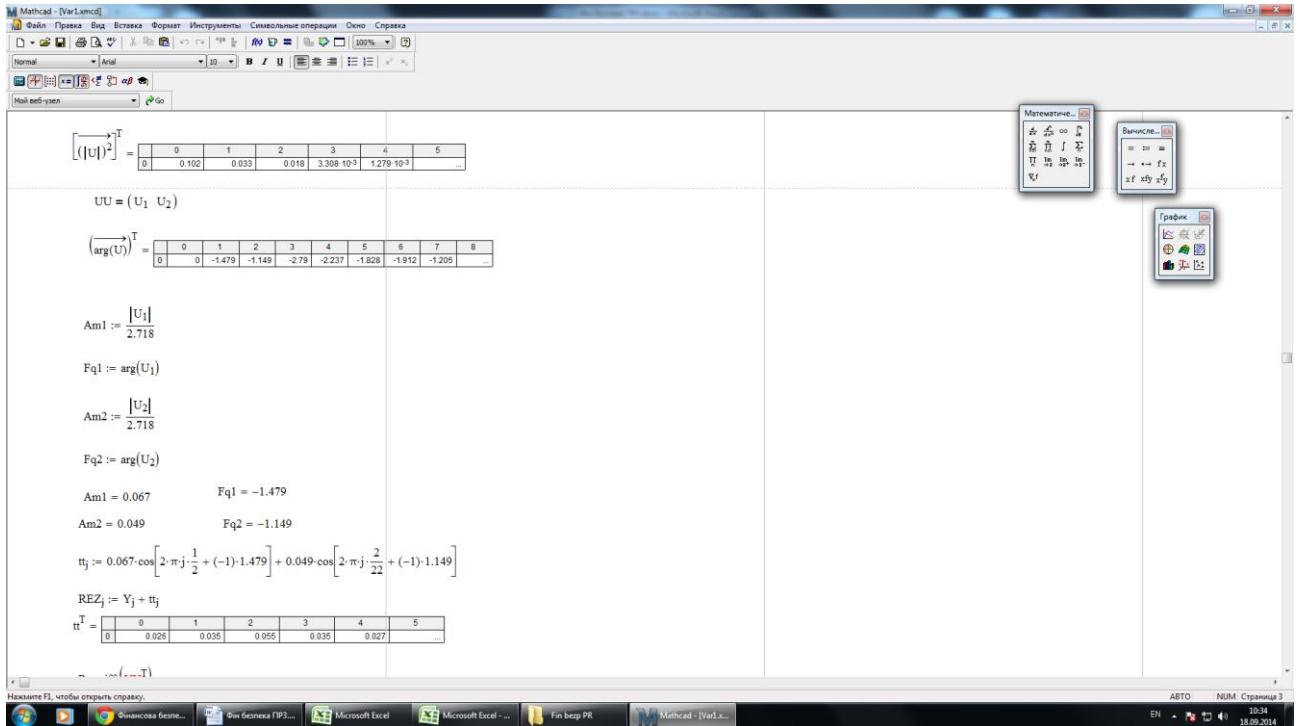 Mathcad - [Var1.xmcd]
Файл Правка Вид Вставка Формат Инструменты Символьные операции Окно Справка
100%
Normal Arial 10 B I U
Мой веб-узел Go
Математиче...
Вычисле...
График
[(|U|)²]ᵀ =
0 1 2 3 4 5
0 0.102 0.033 0.018 3.308·10-3 1.279·10-3 ...
UU = (U1 U2)
(arg(U))ᵀ =
0 1 2 3 4 5 6 7 8
0 0 -1.479 -1.149 -2.79 -2.237 -1.828 -1.912 -1.205 ...
Am1 := |U1| / 2.718
Fq1 := arg(U1)
Am2 := |U2| / 2.718
Fq2 := arg(U2)
Am1 = 0.067 Fq1 = −1.479
Am2 = 0.049 Fq2 = −1.149
ttj := 0.067·cos[2·π·j·1/2 + (−1)·1.479] + 0.049·cos[2·π·j·2/22 + (−1)·1.149]
REZj := Yj + ttj
ttᵀ =
0 1 2 3 4 5
0 0.026 0.035 0.055 0.035 0.027 ...
Нажмите F1, чтобы открыть справку.
АВТО NUM Страница 3
Фінансова безпе... Фін безпека ПР3.... Microsoft Excel Microsoft Excel - ... Fin bezp PR Mathcad - [Var1.x...
EN 10:34
18.09.2014